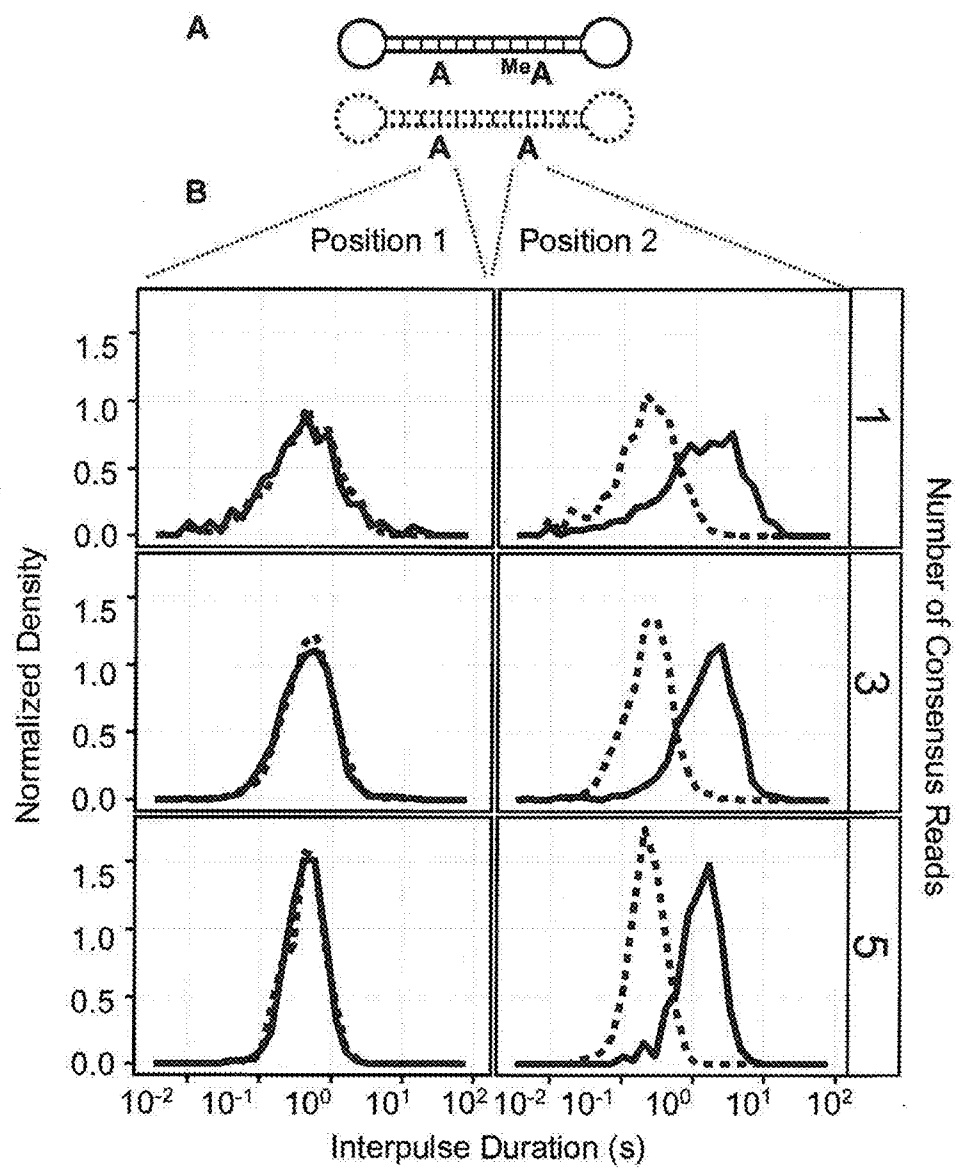 A
A MeA
A A
B
Position 1 Position 2
Normalized Density
1.5
1.0
0.5
0.0
1
1.5
1.0
0.5
0.0
3
1.5
1.0
0.5
0.0
5
Number of Consensus Reads
10-2 10-1 100 101 102 10-2 10-1 100 101 102
Interpulse Duration (s)